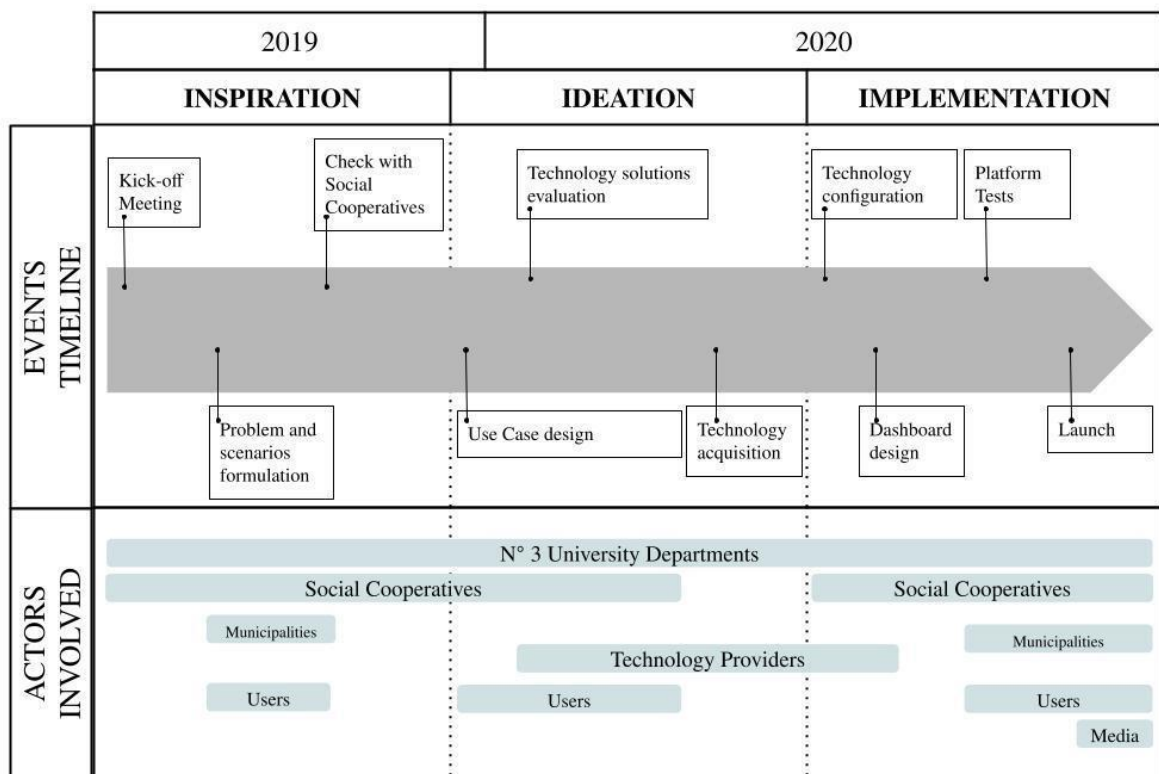 2019
2020
INSPIRATION
IDEATION
IMPLEMENTATION
EVENTS
TIMELINE
Kick-off
Meeting
Check with
Social
Cooperatives
Technology solutions
evaluation
Technology
configuration
Platform
Tests
Problem and
scenarios
formulation
Use Case design
Technology
acquisition
Dashboard
design
Launch
ACTORS
INVOLVED
N° 3 University Departments
Social Cooperatives
Social Cooperatives
Municipalities
Municipalities
Technology Providers
Users
Users
Users
Media